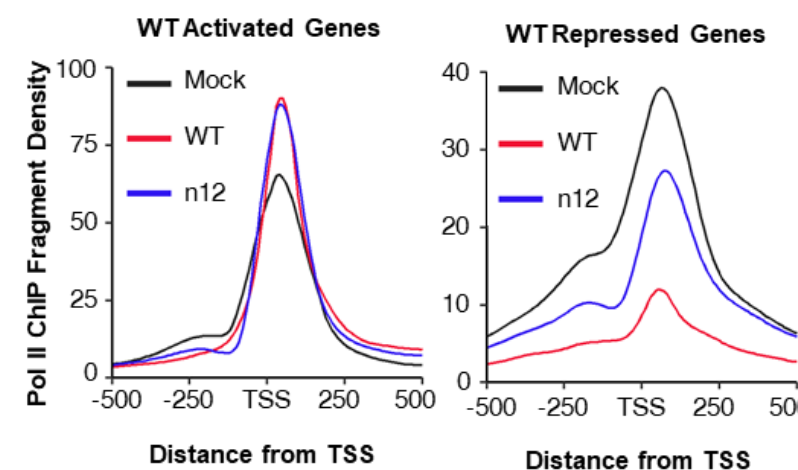 WT Activated Genes
Pol II ChIP Fragment Density
100
75
50
25
0
Mock
WT
n12
-500 -250 TSS 250 500
Distance from TSS
WT Repressed Genes
40
30
20
10
0
Mock
WT
n12
-500 -250 TSS 250 50
Distance from TSS